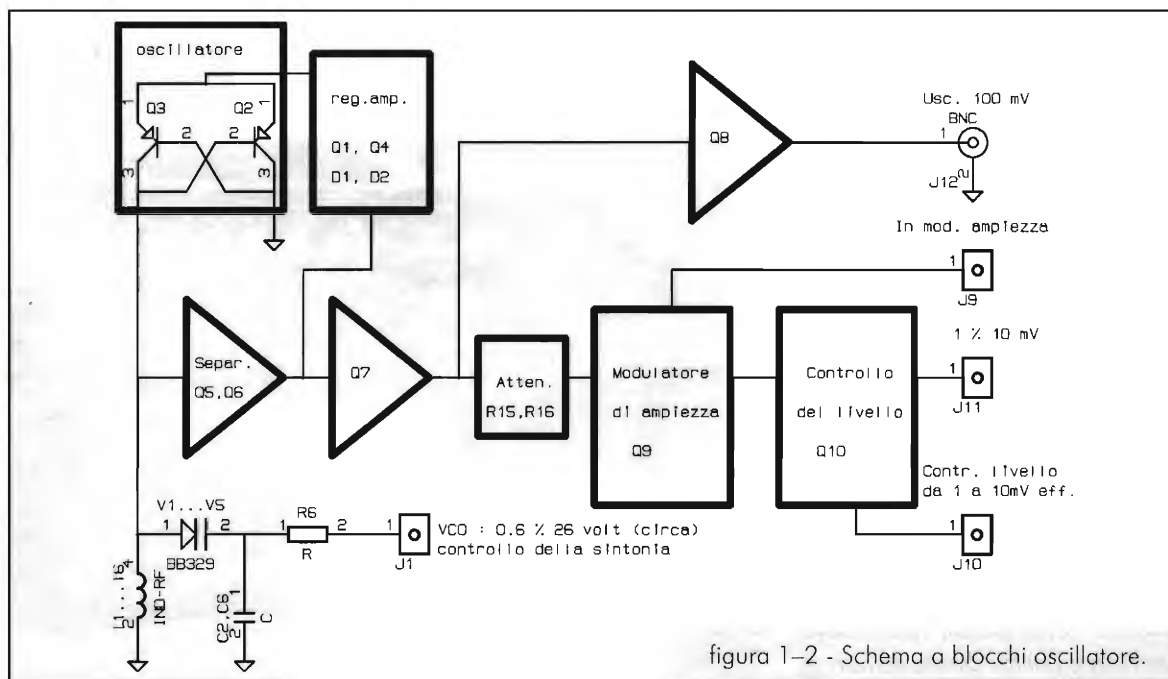 oscillatore
1
Q3
Q2
1
2
2
3
3
reg.amp.
Q1, Q4
D1, D2
Q8
Usc. 100 mV
BNC
1
J12
2
In mod. ampiezza
1
J9
Separ.
Q5,Q6
Q7
Atten.
R15,R16
Modulatore
di ampiezza
Q9
Controllo
del livello
Q10
1 % 10 mV
1
J11
Contr. livello
da 1 a 10mV eff.
1
J10
V1...V5
1
2
BB329
R6
1
2
R
1
J1
VCO : 0.6 % 26 volt (circa)
controllo della sintonia
4
L1...L6
2
IND-RF
C2,C6
1
2
C
figura 1–2 - Schema a blocchi oscillatore.